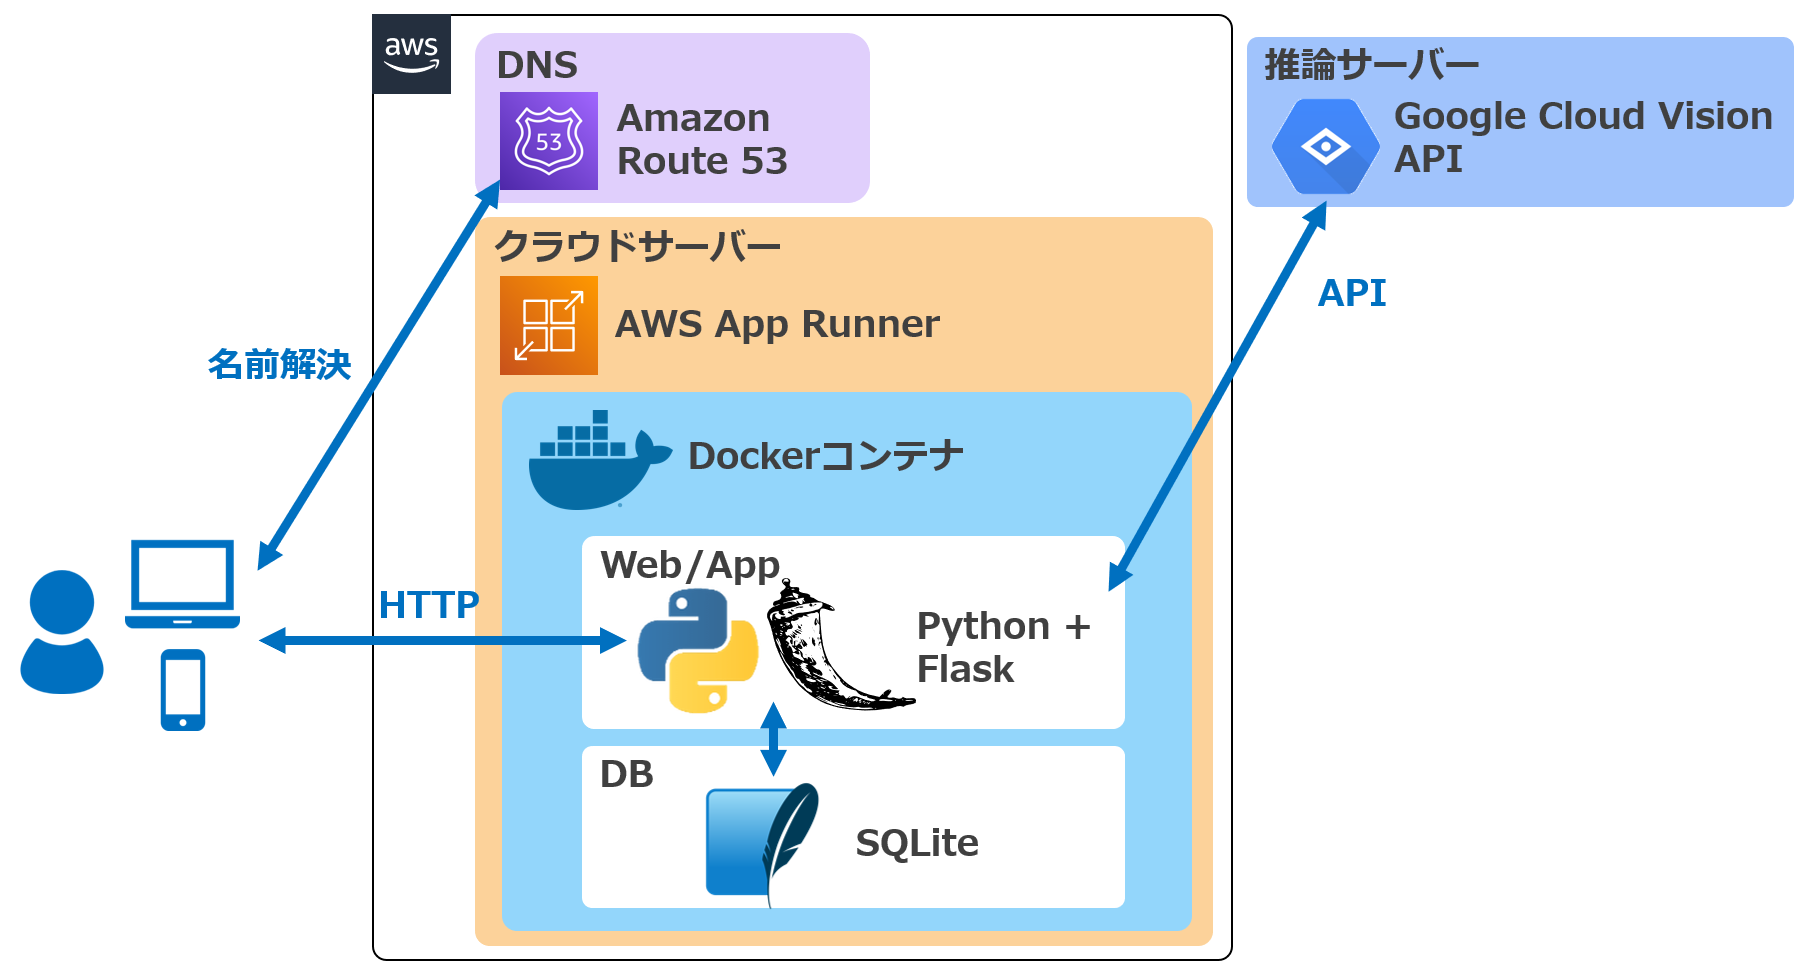 aws
DNS
53
Amazon
Route 53
推論サーバー
Google Cloud Vision
API
クラウドサーバー
AWS App Runner
API
名前解決
Dockerコンテナ
Web/App
HTTP
Python +
Flask
DB
SQLite